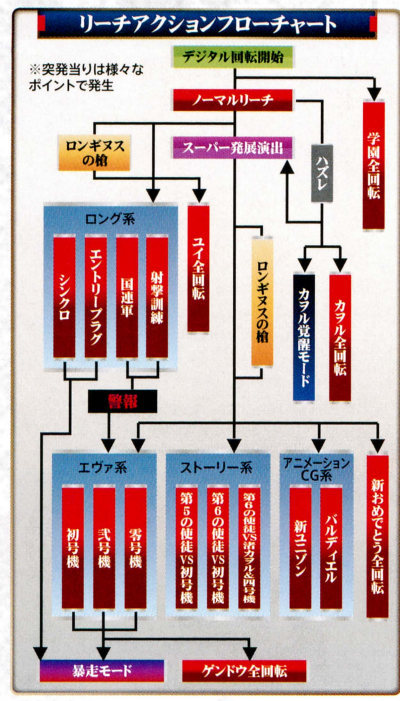 リーチアクションフローチャート
※突発当りは様々な
ポイントで発生
デジタル回転開始
ノーマルリーチ
学園全回転
ロンギヌス
の槍
スーパー発展演出
ハズレ
ロング系
シンクロ
エントリープラグ
国連軍
射撃訓練
ユイ全回転
ロンギヌスの槍
カヲル覚醒モード
カヲル全回転
警報
エヴァ系
初号機
弐号機
零号機
ストーリー系
第5の使徒VS初号機
第6の使徒VS初号機
第6の使徒VS渚カヲル&四号機
アニメーション
CG系
新ユニゾン
バルディエル
新おめでとう全回転
暴走モード
ゲンドウ全回転